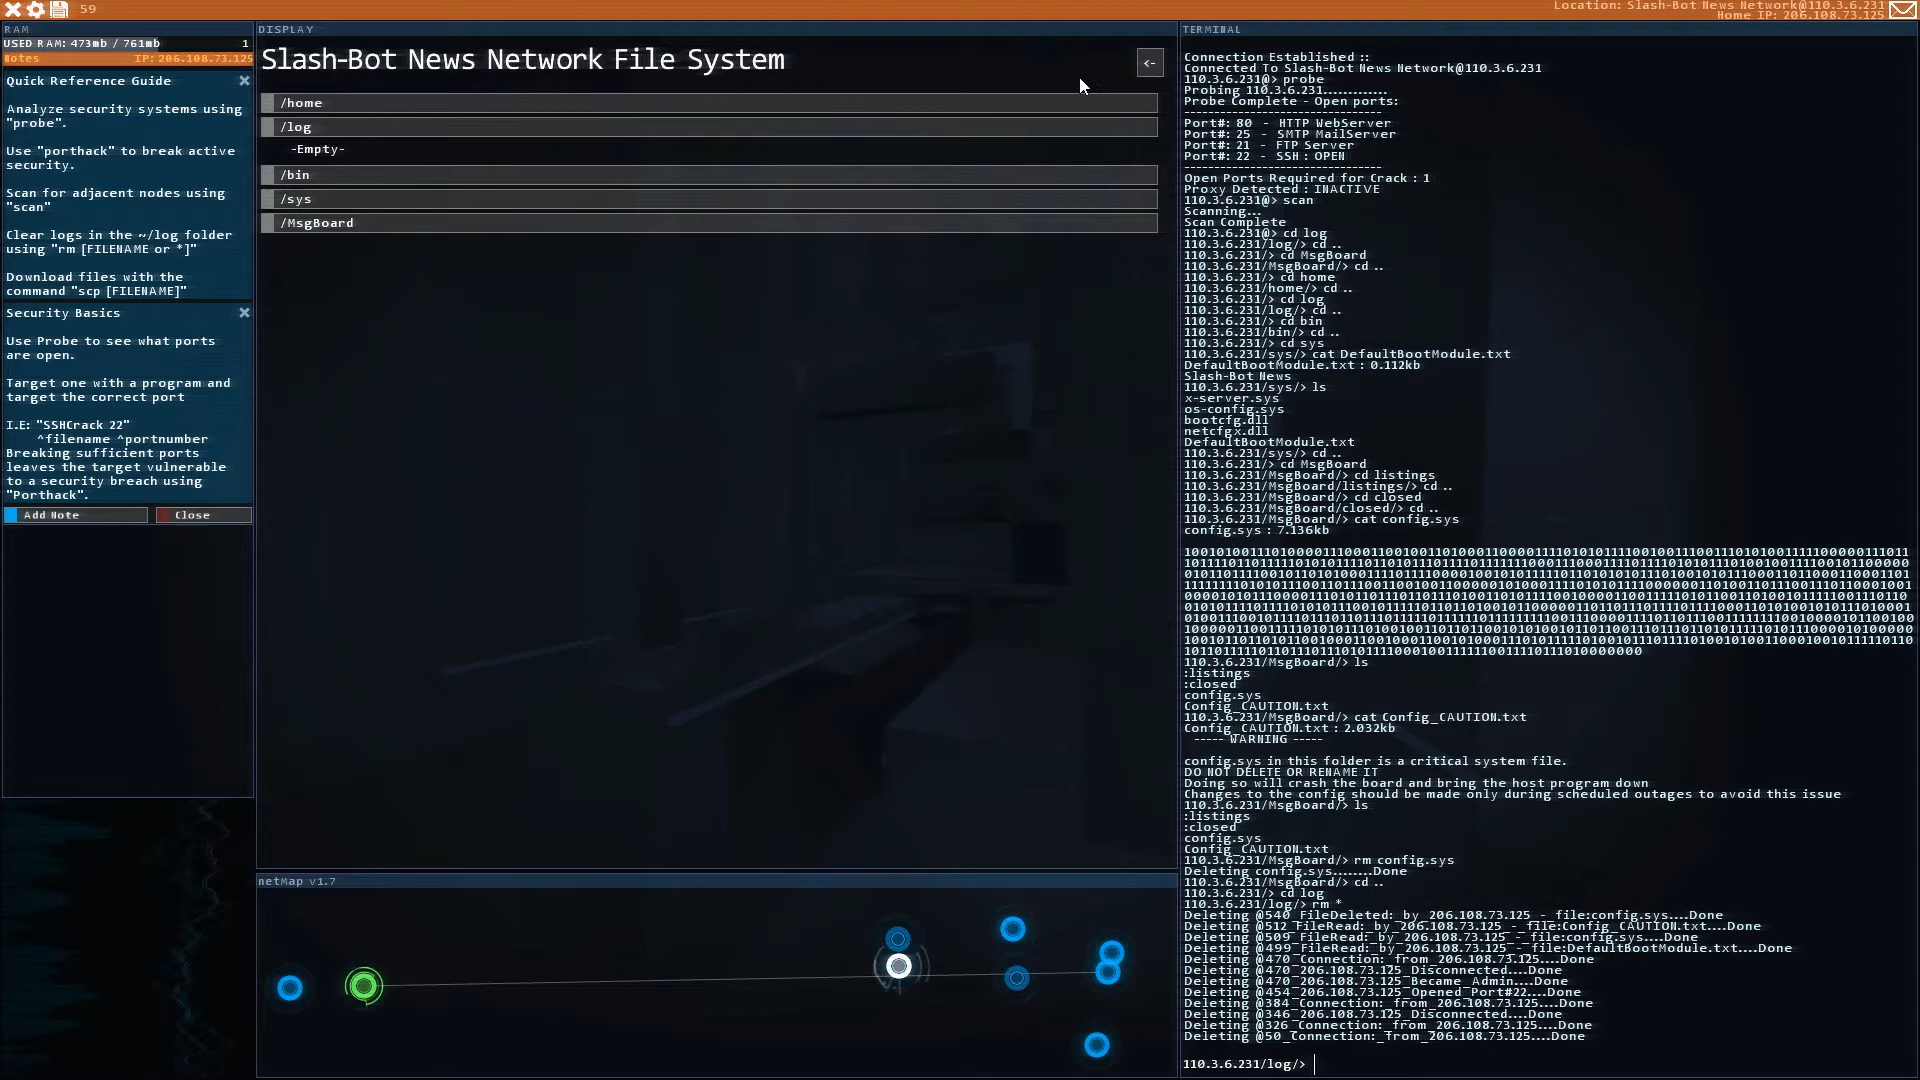 59
Location: Slash-Bot News Network@110.3.6.231
Home IP: 206.108.73.125
RAM
USED RAM: 473mb / 761mb 1
Notes IP: 206.108.73.125
Quick Reference Guide
Analyze security systems using
"probe".
Use "porthack" to break active
security.
Scan for adjacent nodes using
"scan"
Clear logs in the ~/log folder
using "rm [FILENAME or *]"
Download files with the
command "scp [FILENAME]"
Security Basics
Use Probe to see what ports
are open.
Target one with a program and
target the correct port
I.E: "SSHCrack 22"
^filename ^portnumber
Breaking sufficient ports
leaves the target vulnerable
to a security breach using
"Porthack".
Add Note Close
DISPLAY
Slash-Bot News Network File System
<-
/home
/log
-Empty-
/bin
/sys
/MsgBoard
netMap v1.7
TERMINAL
Connection Established ::
Connected To Slash-Bot News Network@110.3.6.231
110.3.6.231@> probe
Probing 110.3.6.231.............
Probe Complete - Open ports:
---------------------------------
Port#: 80 - HTTP WebServer
Port#: 25 - SMTP MailServer
Port#: 21 - FTP Server
Port#: 22 - SSH : OPEN
---------------------------------
Open Ports Required for Crack : 1
Proxy Detected : INACTIVE
110.3.6.231@> scan
Scanning...
Scan Complete
110.3.6.231@> cd log
110.3.6.231/log/> cd ..
110.3.6.231/> cd MsgBoard
110.3.6.231/MsgBoard/> cd ..
110.3.6.231/> cd home
110.3.6.231/home/> cd ..
110.3.6.231/> cd log
110.3.6.231/log/> cd ..
110.3.6.231/> cd bin
110.3.6.231/bin/> cd ..
110.3.6.231/> cd sys
110.3.6.231/sys/> cat DefaultBootModule.txt
DefaultBootModule.txt : 0.112kb
Slash-Bot News
110.3.6.231/sys/> ls
x-server.sys
os-config.sys
bootcfg.dll
netcfgx.dll
DefaultBootModule.txt
110.3.6.231/sys/> cd ..
110.3.6.231/> cd MsgBoard
110.3.6.231/MsgBoard/> cd listings
110.3.6.231/MsgBoard/listings/> cd ..
110.3.6.231/MsgBoard/> cd closed
110.3.6.231/MsgBoard/closed/> cd ..
110.3.6.231/MsgBoard/> cat config.sys
config.sys : 7.136kb
110.3.6.231/MsgBoard/> ls
:listings
:closed
config.sys
Config_CAUTION.txt
110.3.6.231/MsgBoard/> cat Config_CAUTION.txt
Config_CAUTION.txt : 2.032kb
----- WARNING -----
config.sys in this folder is a critical system file.
DO NOT DELETE OR RENAME IT
Doing so will crash the board and bring the host program down
Changes to the config should be made only during scheduled outages to avoid this issue
110.3.6.231/MsgBoard/> ls
:listings
:closed
config.sys
Config_CAUTION.txt
110.3.6.231/MsgBoard/> rm config.sys
Deleting config.sys........Done
110.3.6.231/MsgBoard/> cd ..
110.3.6.231/> cd log
110.3.6.231/log/> rm *
Deleting @540_FileDeleted:_by_206.108.73.125_-_file:config.sys....Done
Deleting @512_FileRead:_by_206.108.73.125_-_file:Config_CAUTION.txt....Done
Deleting @509_FileRead:_by_206.108.73.125_-_file:config.sys....Done
Deleting @499_FileRead:_by_206.108.73.125_-_file:DefaultBootModule.txt....Done
Deleting @470_Connection:_from_206.108.73.125....Done
Deleting @470_206.108.73.125_Disconnected....Done
Deleting @470_206.108.73.125_Became_Admin....Done
Deleting @454_206.108.73.125_Opened_Port#22....Done
Deleting @384_Connection:_from_206.108.73.125....Done
Deleting @346_206.108.73.125_Disconnected....Done
Deleting @326_Connection:_from_206.108.73.125....Done
Deleting @50_Connection:_from_206.108.73.125....Done
110.3.6.231/log/>